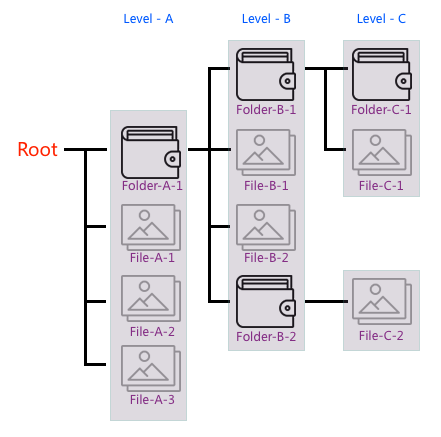 Level - A
Level - B
Level - C
Root
Folder-A-1
File-A-1
File-A-2
File-A-3
Folder-B-1
File-B-1
File-B-2
Folder-B-2
Folder-C-1
File-C-1
File-C-2